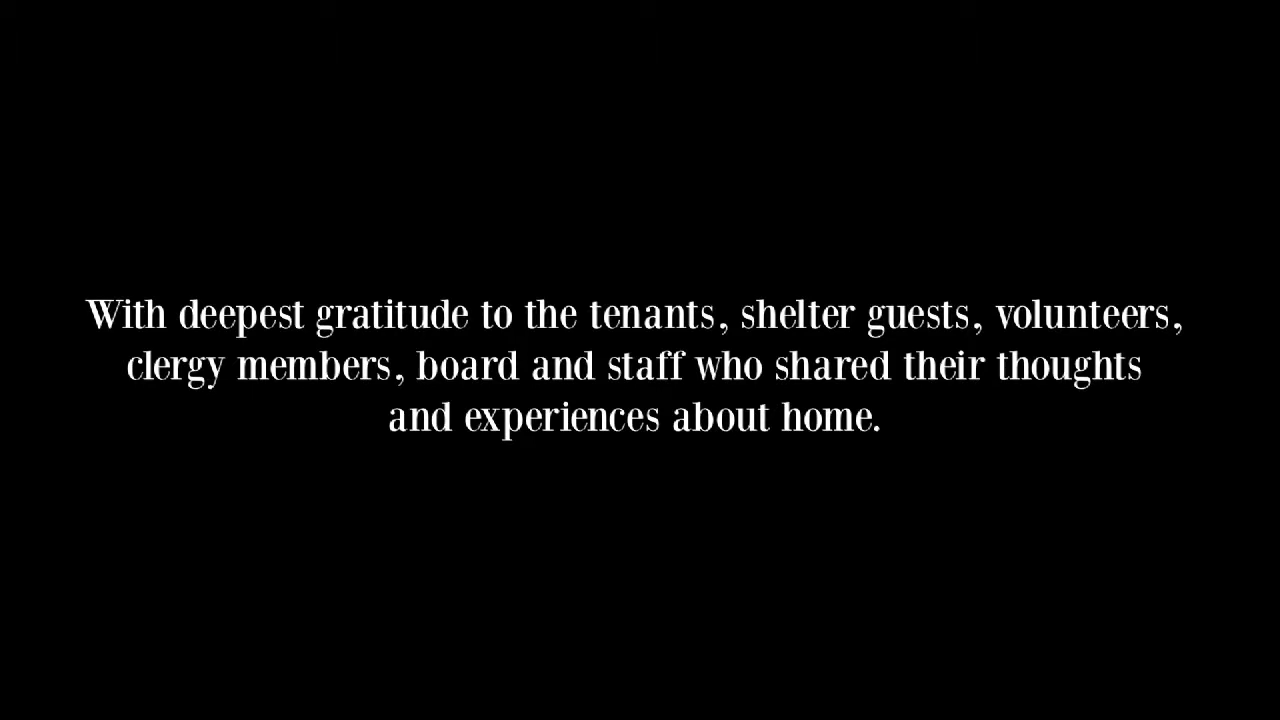 With deepest gratitude to the tenants, shelter guests, volunteers,
clergy members, board and staff who shared their thoughts
and experiences about home.